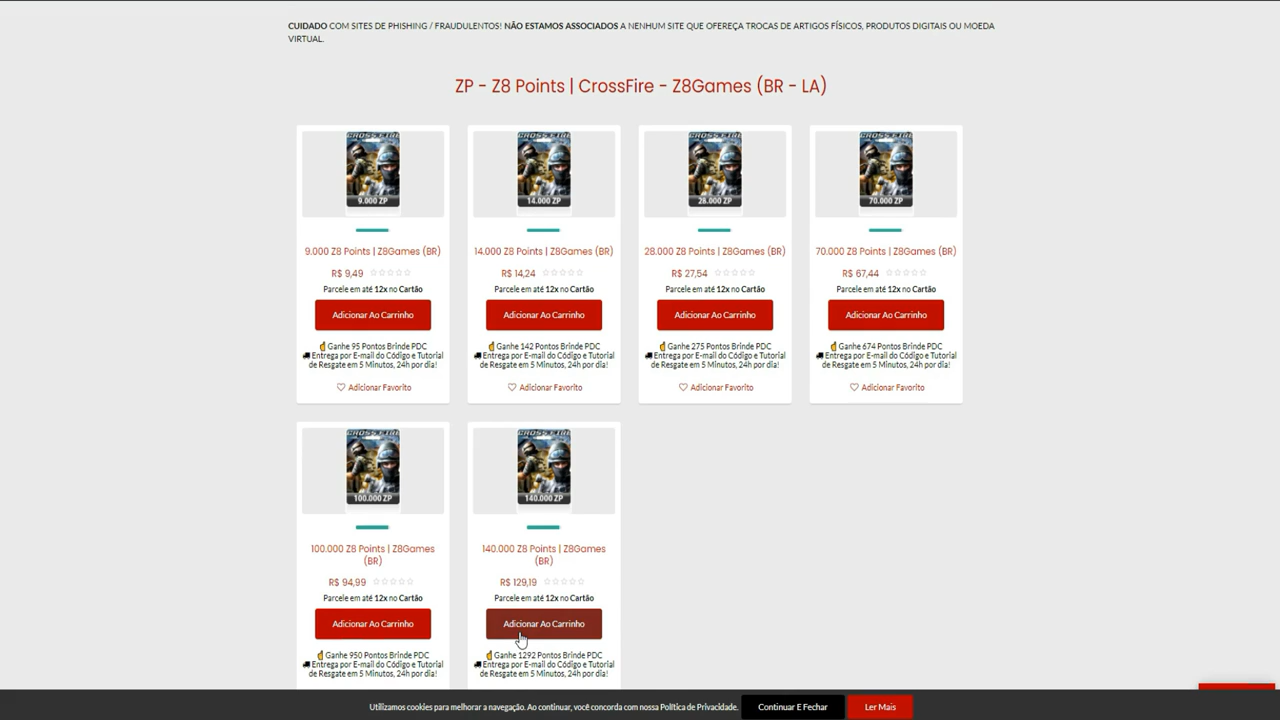 CUIDADO COM SITES DE PHISHING / FRAUDULENTOS! NÃO ESTAMOS ASSOCIADOS A NENHUM SITE QUE OFEREÇA TROCAS DE ARTIGOS FÍSICOS, PRODUTOS DIGITAIS OU MOEDA
VIRTUAL.
ZP - Z8 Points | CrossFire - Z8Games (BR - LA)
CROSSFIRE
9.000 ZP
9.000 Z8 Points | Z8Games (BR)
R$ 9,49
Parcele em até 12x no Cartão
Adicionar Ao Carrinho
Ganhe 95 Pontos Brinde PDC
Entrega por E-mail do Código e Tutorial
de Resgate em 5 Minutos, 24h por dia!
Adicionar Favorito
CROSSFIRE
14.000 ZP
14.000 Z8 Points | Z8Games (BR)
R$ 14,24
Parcele em até 12x no Cartão
Adicionar Ao Carrinho
Ganhe 142 Pontos Brinde PDC
Entrega por E-mail do Código e Tutorial
de Resgate em 5 Minutos, 24h por dia!
Adicionar Favorito
CROSSFIRE
28.000 ZP
28.000 Z8 Points | Z8Games (BR)
R$ 27,54
Parcele em até 12x no Cartão
Adicionar Ao Carrinho
Ganhe 275 Pontos Brinde PDC
Entrega por E-mail do Código e Tutorial
de Resgate em 5 Minutos, 24h por dia!
Adicionar Favorito
CROSSFIRE
70.000 ZP
70.000 Z8 Points | Z8Games (BR)
R$ 67,44
Parcele em até 12x no Cartão
Adicionar Ao Carrinho
Ganhe 674 Pontos Brinde PDC
Entrega por E-mail do Código e Tutorial
de Resgate em 5 Minutos, 24h por dia!
Adicionar Favorito
CROSSFIRE
100.000 ZP
100.000 Z8 Points | Z8Games
(BR)
R$ 94,99
Parcele em até 12x no Cartão
Adicionar Ao Carrinho
Ganhe 950 Pontos Brinde PDC
Entrega por E-mail do Código e Tutorial
de Resgate em 5 Minutos, 24h por dia!
CROSSFIRE
140.000 ZP
140.000 Z8 Points | Z8Games
(BR)
R$ 129,19
Parcele em até 12x no Cartão
Adicionar Ao Carrinho
Ganhe 1292 Pontos Brinde PDC
Entrega por E-mail do Código e Tutorial
de Resgate em 5 Minutos, 24h por dia!
Utilizamos cookies para melhorar a navegação. Ao continuar, você concorda com nossa Política de Privacidade.
Continuar E Fechar
Ler Mais